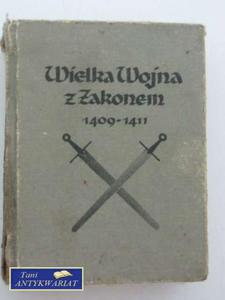 Wielka Wojna
z Zakonem
1409-1411
Tani
ANTYKWARIAT